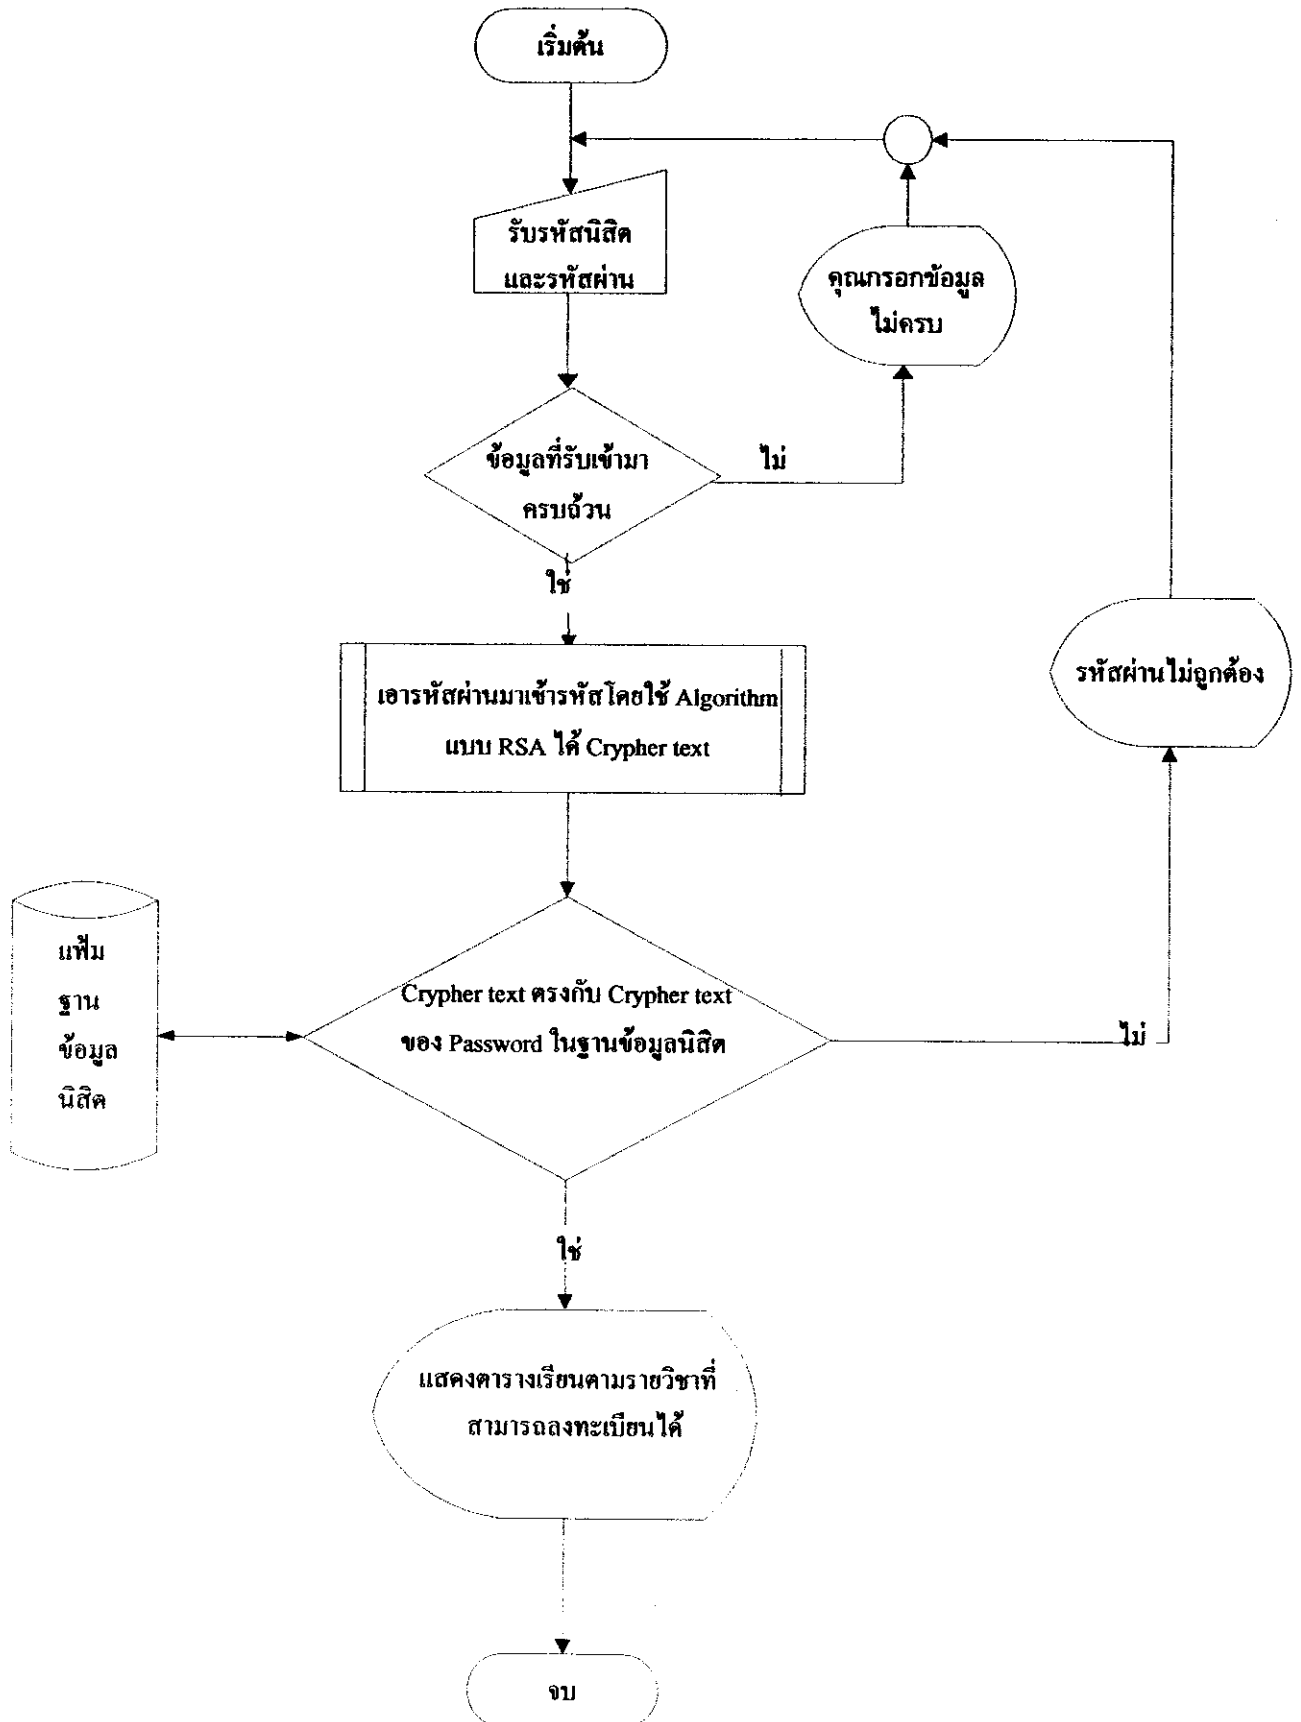 เริ่มต้น
รับรหัสนิสิต
และรหัสผ่าน
คุณกรอกข้อมูล
ไม่ครบ
ข้อมูลที่รับเข้ามา
ครบถ้วน
ไม่
ใช่
เอารหัสผ่านมาเข้ารหัสโดยใช้ Algorithm
แบบ RSA ได้ Crypher text
รหัสผ่านไม่ถูกต้อง
แฟ้ม
ฐาน
ข้อมูล
นิสิต
Crypher text ตรงกับ Crypher text
ของ Password ในฐานข้อมูลนิสิต
ไม่
ใช่
แสดงตารางเรียนตามรายวิชาที่
สามารถลงทะเบียนได้
จบ